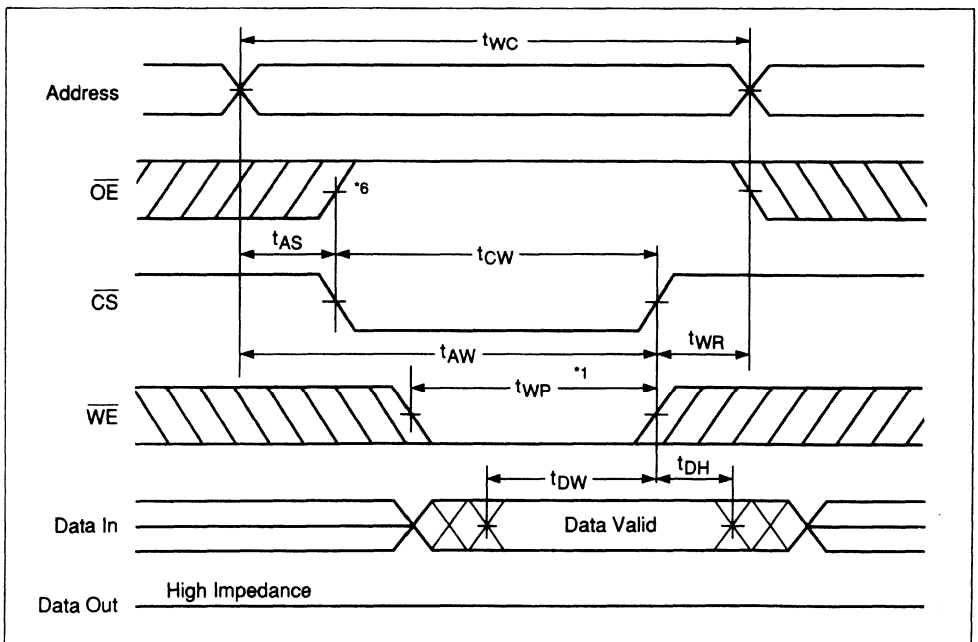 tWC
Address
OE
*6
tAS
tCW
CS
tAW
tWR
tWP *1
WE
tDW
tDH
Data In
Data Valid
High Impedance
Data Out